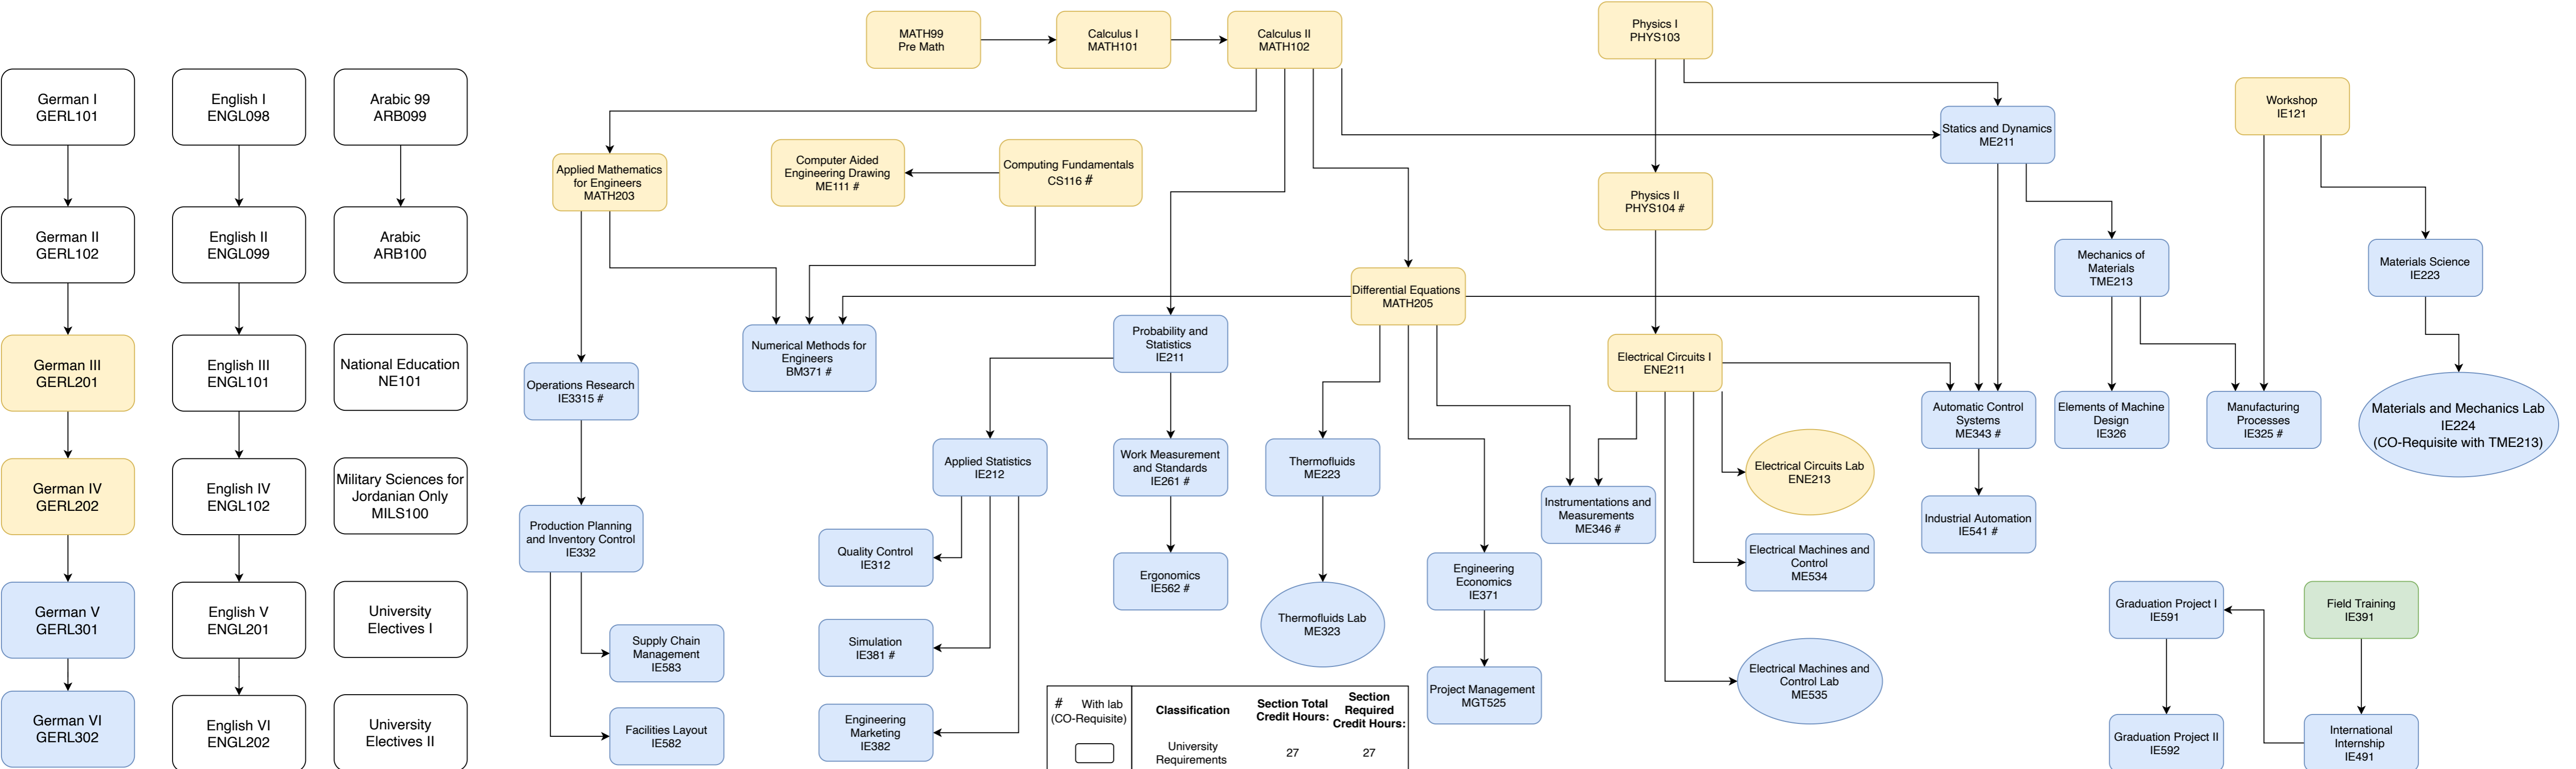 MATH99
Pre Math
Calculus I
MATH101
Calculus II
MATH102
Physics I
PHYS103
German I
GERL101
English I
ENGL098
Arabic 99
ARB099
Workshop
IE121
Statics and Dynamics
ME211
Applied Mathematics
for Engineers
MATH203
Computer Aided
Engineering Drawing
ME111 #
Computing Fundamentals
CS116 #
Physics II
PHYS104 #
German II
GERL102
English II
ENGL099
Arabic
ARB100
Mechanics of
Materials
TME213
Materials Science
IE223
Differential Equations
MATH205
German III
GERL201
English III
ENGL101
National Education
NE101
Numerical Methods for
Engineers
BM371 #
Probability and
Statistics
IE211
Electrical Circuits I
ENE211
Operations Research
IE3315 #
Automatic Control
Systems
ME343 #
Elements of Machine
Design
IE326
Manufacturing
Processes
IE325 #
Materials and Mechanics Lab
IE224
(CO-Requisite with TME213)
German IV
GERL202
English IV
ENGL102
Military Sciences for
Jordanian Only
MILS100
Applied Statistics
IE212
Work Measurement
and Standards
IE261 #
Thermofluids
ME223
Electrical Circuits Lab
ENE213
Instrumentations and
Measurements
ME346 #
Industrial Automation
IE541 #
Production Planning
and Inventory Control
IE332
Quality Control
IE312
Ergonomics
IE562 #
Engineering
Economics
IE371
Electrical Machines and
Control
ME534
German V
GERL301
English V
ENGL201
University
Electives I
Thermofluids Lab
ME323
Graduation Project I
IE591
Field Training
IE391
Supply Chain
Management
IE583
Simulation
IE381 #
Project Management
MGT525
Electrical Machines and
Control Lab
ME535
German VI
GERL302
English VI
ENGL202
University
Electives II
Facilities Layout
IE582
Engineering
Marketing
IE382
Graduation Project II
IE592
International
Internship
IE491
# With lab
(CO-Requisite)
Classification
Section Total
Credit Hours:
Section
Required
Credit Hours:
University
Requirements
27
27